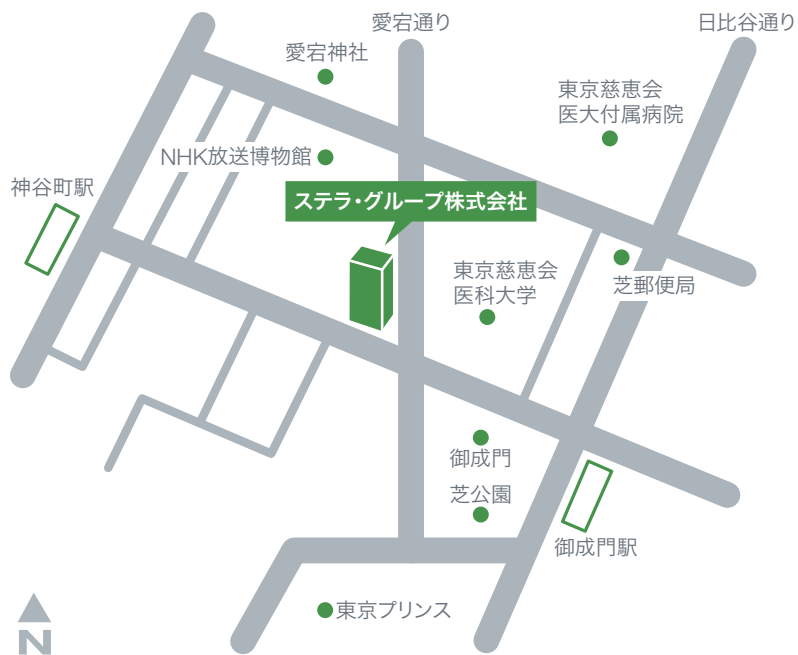 愛宕通り
日比谷通り
愛宕神社
東京慈恵会
医大付属病院
NHK放送博物館
神谷町駅
ステラ・グループ株式会社
東京慈恵会
医科大学
芝郵便局
御成門
芝公園
御成門駅
東京プリンス
N